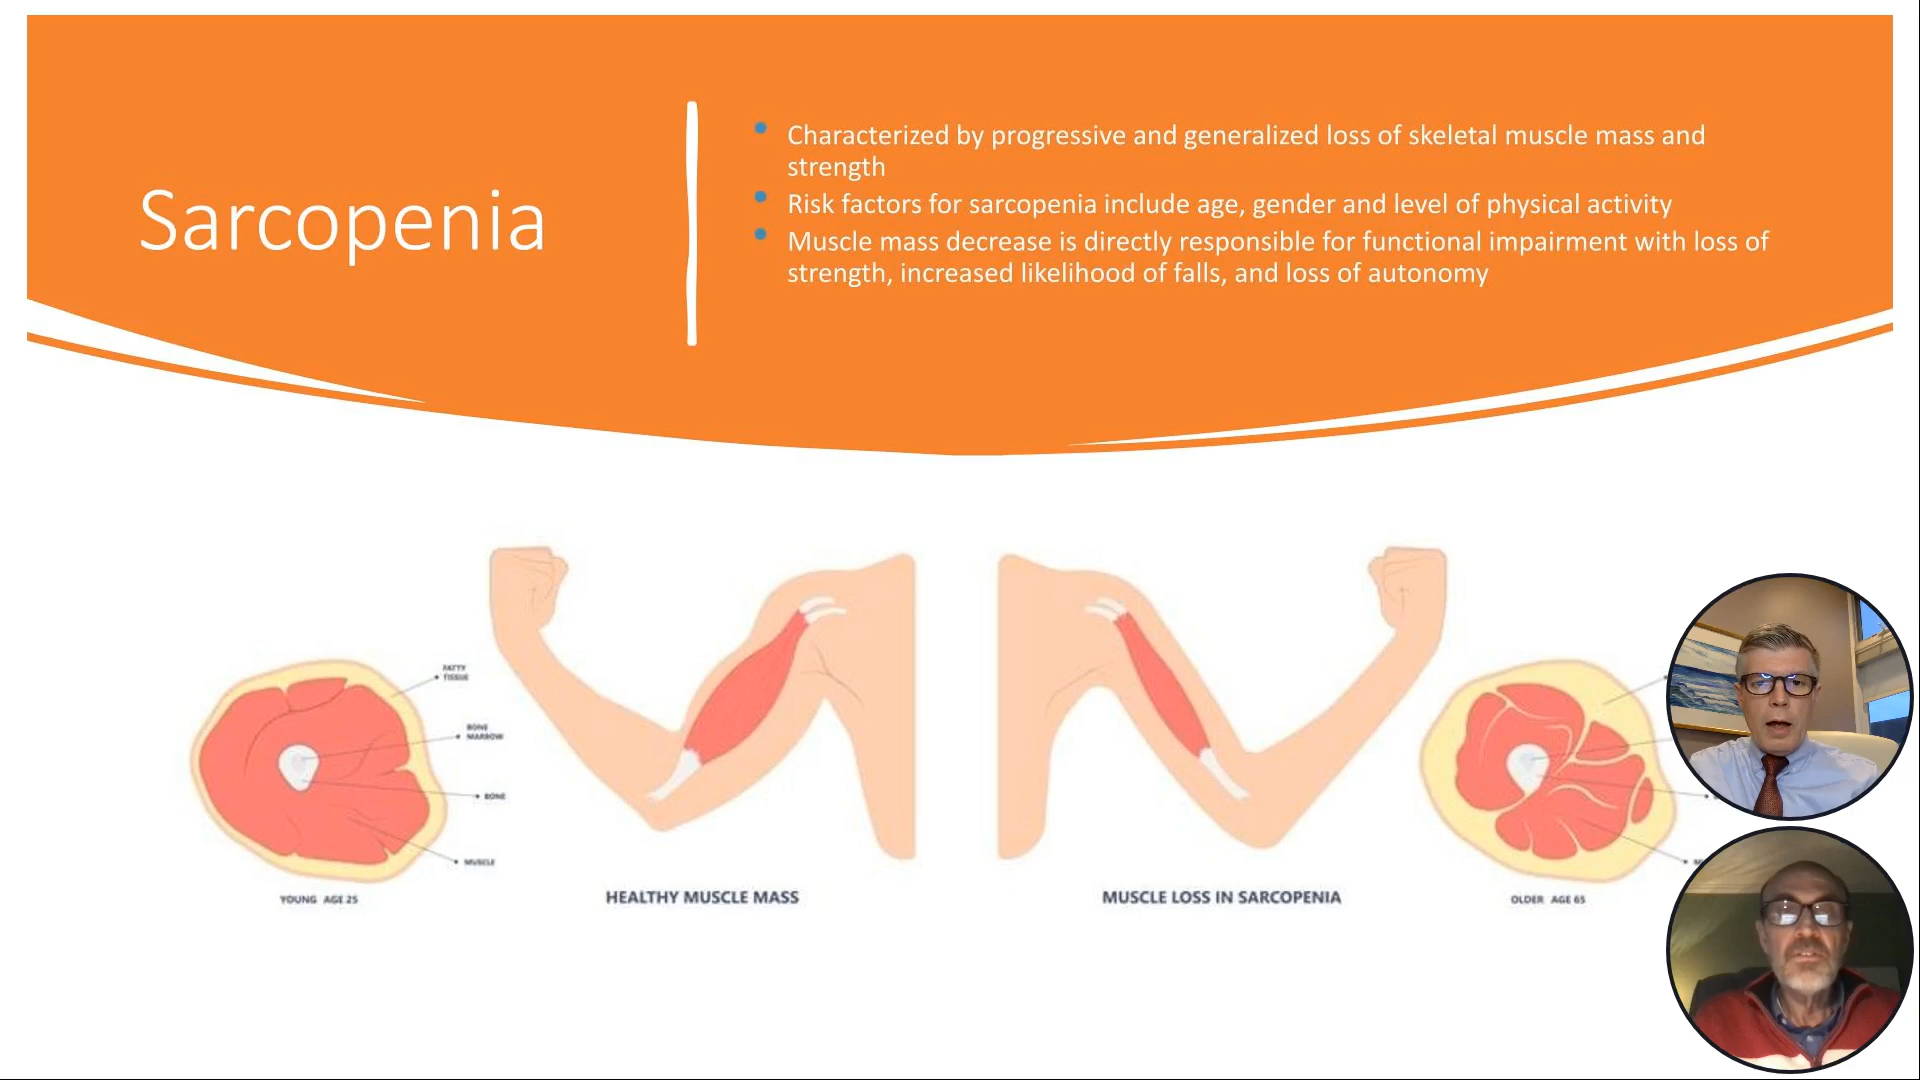 Sarcopenia
• Characterized by progressive and generalized loss of skeletal muscle mass and
strength
• Risk factors for sarcopenia include age, gender and level of physical activity
• Muscle mass decrease is directly responsible for functional impairment with loss of
strength, increased likelihood of falls, and loss of autonomy
FATTY
TISSUE
BONE
MARROW
BONE
MUSCLE
YOUNG AGE 25
HEALTHY MUSCLE MASS
MUSCLE LOSS IN SARCOPENIA
OLDER AGE 65